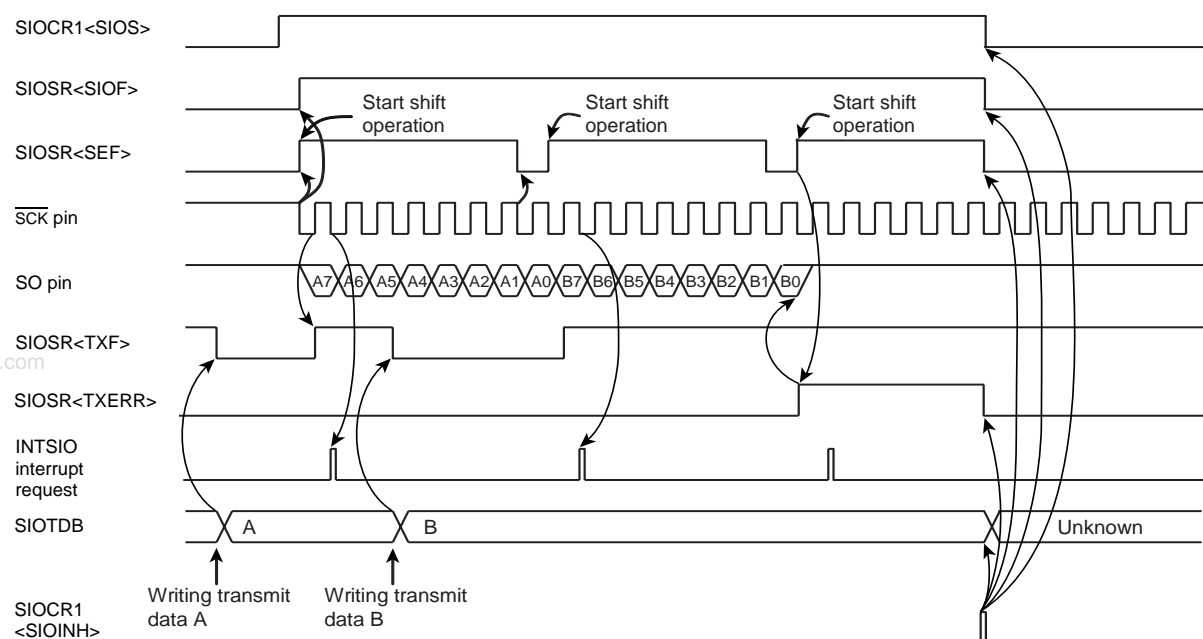 SIOCR1<SIOS>
SIOSR<SIOF>
Start shift
operation
Start shift
operation
Start shift
operation
SIOSR<SEF>
SCK pin
SO pin
A7 A6 A5 A4 A3 A2 A1 A0 B7 B6 B5 B4 B3 B2 B1 B0
SIOSR<TXF>
.com
SIOSR<TXERR>
INTSIO
interrupt
request
SIOTDB
A
B
Unknown
Writing transmit
data A
Writing transmit
data B
SIOCR1
<SIOINH>